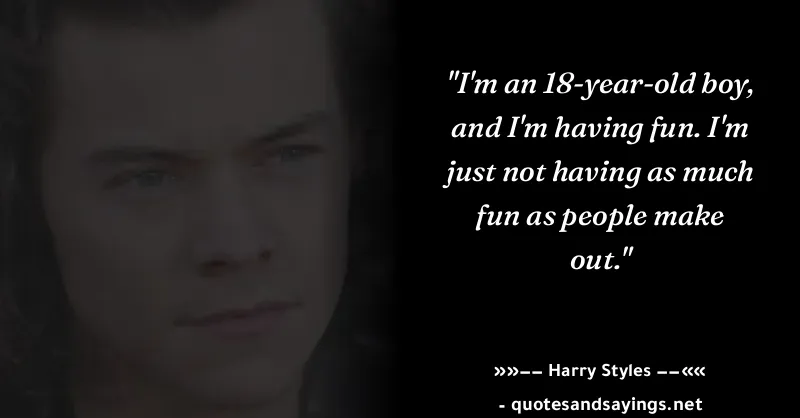 "I'm an 18-year-old boy,
and I'm having fun. I'm
just not having as much
fun as people make
out."
»»−− Harry Styles −−««
- quotesandsayings.net